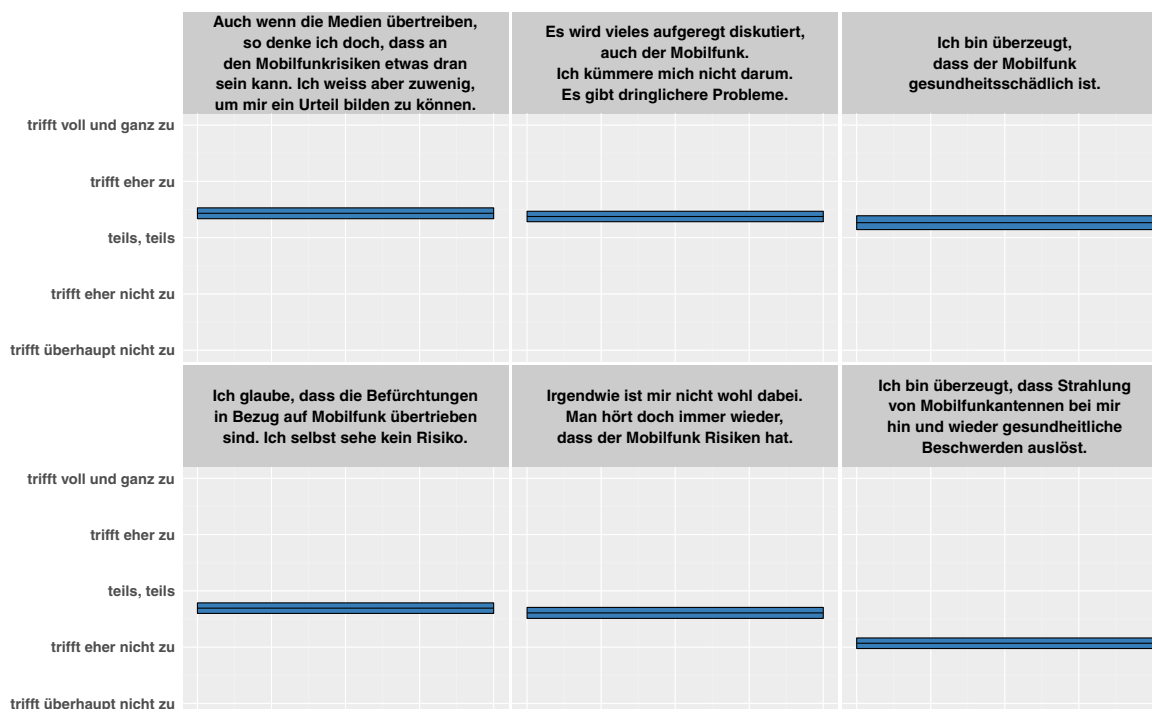 Auch wenn die Medien übertreiben,
so denke ich doch, dass an
den Mobilfunkrisiken etwas dran
sein kann. Ich weiss aber zuwenig,
um mir ein Urteil bilden zu können.
Es wird vieles aufgeregt diskutiert,
auch der Mobilfunk.
Ich kümmere mich nicht darum.
Es gibt dringlichere Probleme.
Ich bin überzeugt,
dass der Mobilfunk
gesundheitsschädlich ist.
trifft voll und ganz zu
trifft eher zu
teils, teils
trifft eher nicht zu
trifft überhaupt nicht zu
Ich glaube, dass die Befürchtungen
in Bezug auf Mobilfunk übertrieben
sind. Ich selbst sehe kein Risiko.
Irgendwie ist mir nicht wohl dabei.
Man hört doch immer wieder,
dass der Mobilfunk Risiken hat.
Ich bin überzeugt, dass Strahlung
von Mobilfunkantennen bei mir
hin und wieder gesundheitliche
Beschwerden auslöst.
trifft voll und ganz zu
trifft eher zu
teils, teils
trifft eher nicht zu
trifft überhaupt nicht zu